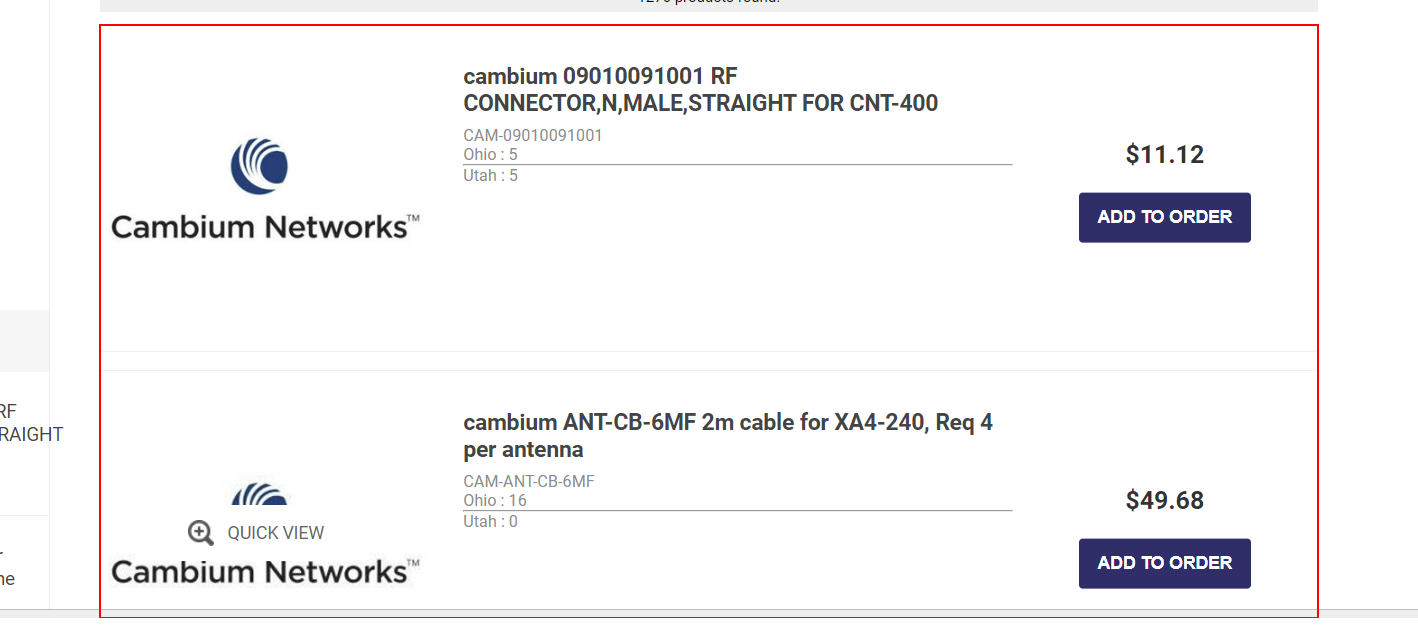 products found.
cambium 09010091001 RF
CONNECTOR,N,MALE,STRAIGHT FOR CNT-400
CAM-09010091001
Ohio : 5
Utah : 5
$11.12
ADD TO ORDER
Cambium Networks™
RF
RAIGHT
cambium ANT-CB-6MF 2m cable for XA4-240, Req 4
per antenna
CAM-ANT-CB-6MF
Ohio : 16
Utah : 0
$49.68
ADD TO ORDER
QUICK VIEW
Cambium Networks™